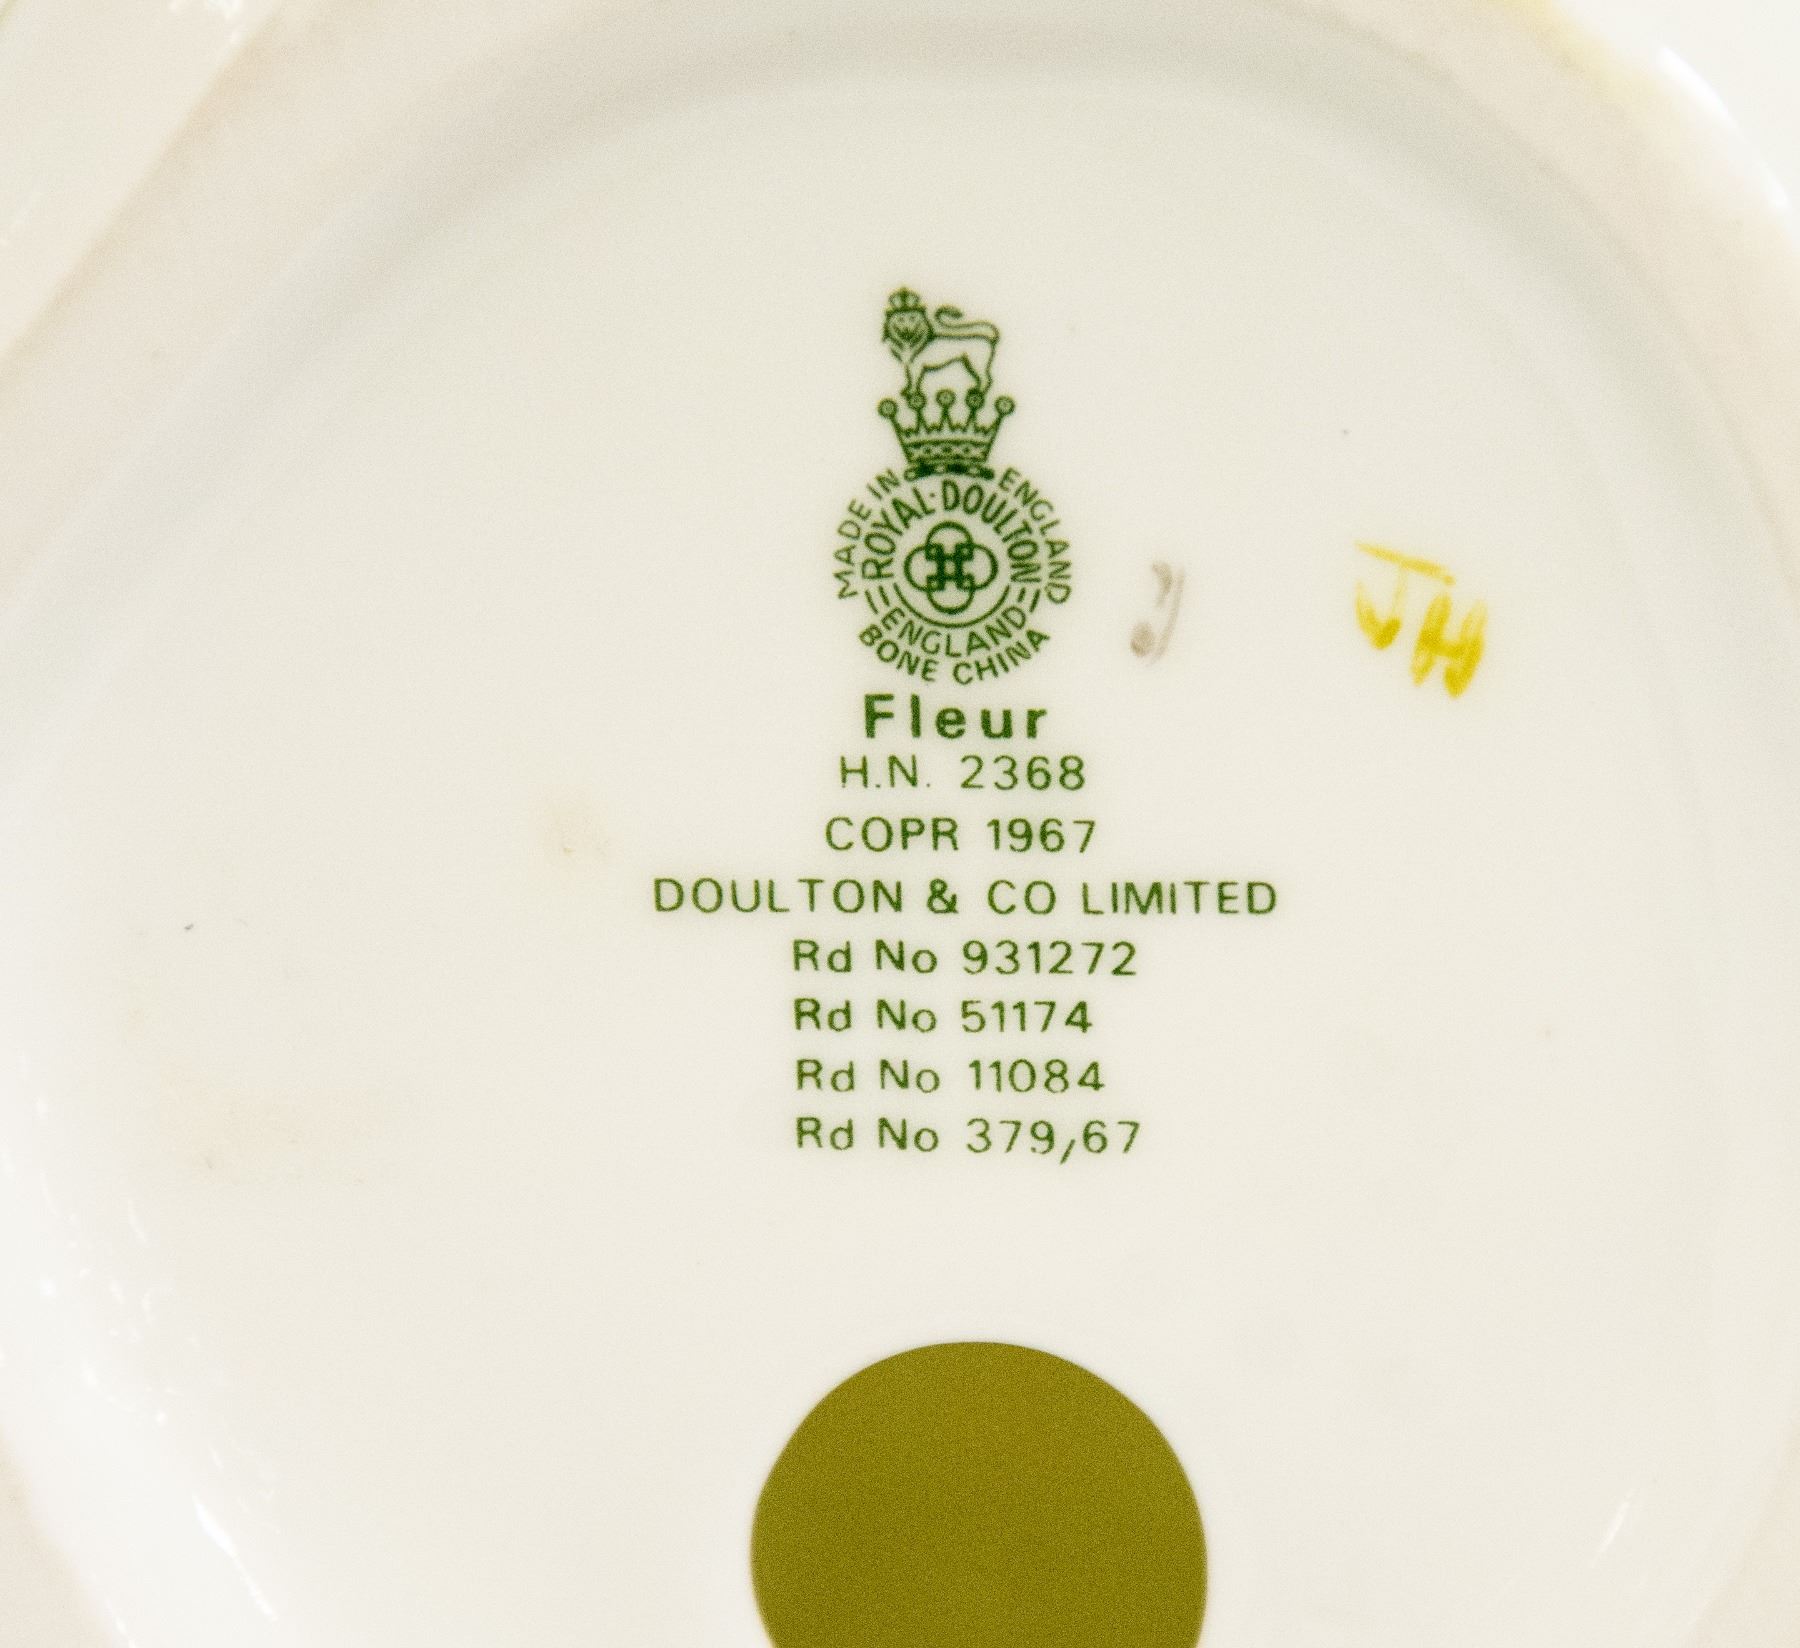 MADE IN ENGLAND
ROYAL·DOULTON
ENGLAND
BONE CHINA
JH
Fleur
H.N. 2368
COPR 1967
DOULTON & CO LIMITED
Rd No 931272
Rd No 51174
Rd No 11084
Rd No 379,67